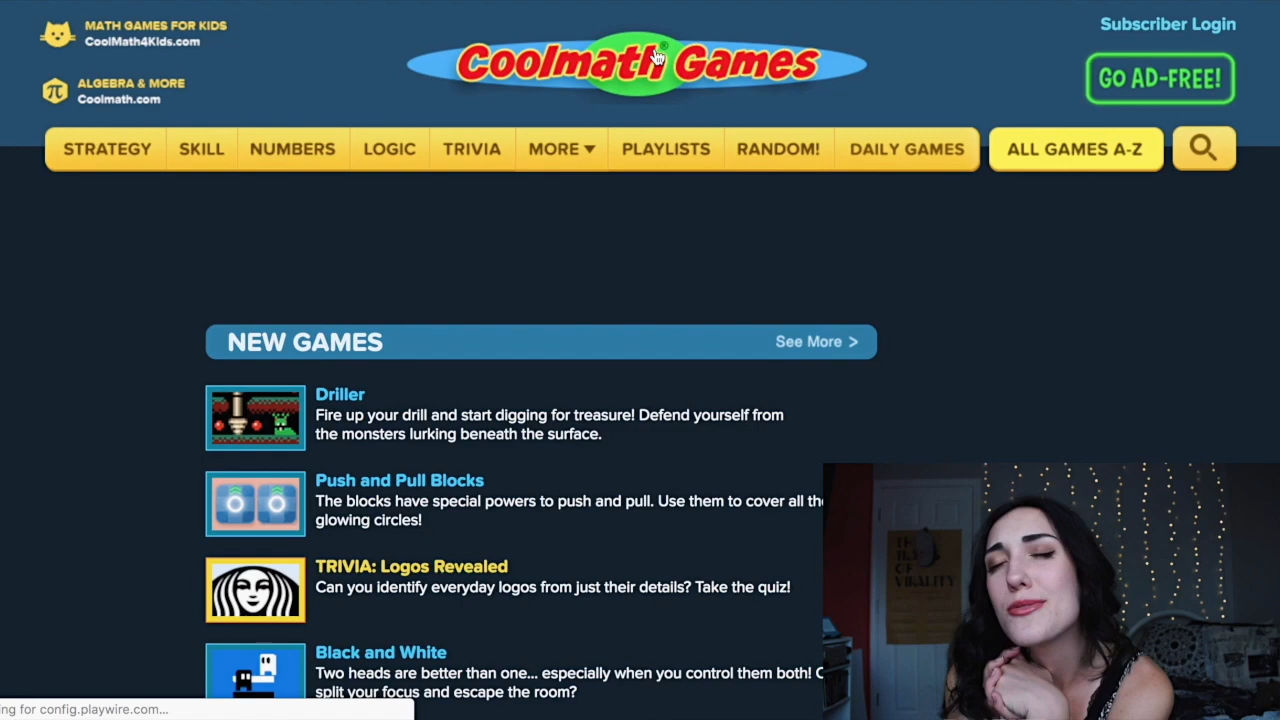 MATH GAMES FOR KIDS
CoolMath4Kids.com
ALGEBRA & MORE
Coolmath.com
Coolmath Games®
Subscriber Login
GO AD-FREE!
STRATEGY
SKILL
NUMBERS
LOGIC
TRIVIA
MORE
PLAYLISTS
RANDOM!
DAILY GAMES
ALL GAMES A-Z
NEW GAMES
See More >
Driller
Fire up your drill and start digging for treasure! Defend yourself from
the monsters lurking beneath the surface.
Push and Pull Blocks
The blocks have special powers to push and pull. Use them to cover all
glowing circles!
TRIVIA: Logos Revealed
Can you identify everyday logos from just their details? Take the quiz!
Black and White
Two heads are better than one... especially when you control them both!
split your focus and escape the room?
ing for config.playwire.com...
OF
VIRALITY